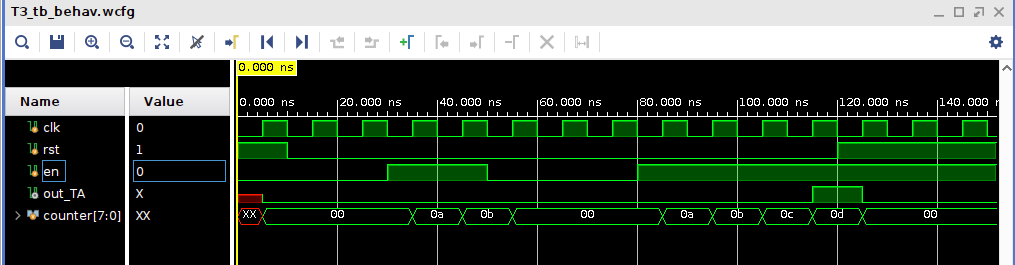 T3_tb_behav.wcfg
0.000 ns
Name Value 0.000 ns 20.000 ns 40.000 ns 60.000 ns 80.000 ns 100.000 ns 120.000 ns 140.000 n
clk 0
rst 1
en 0
out_TA X
counter[7:0] XX XX 00 0a 0b 00 0a 0b 0c 0d 00